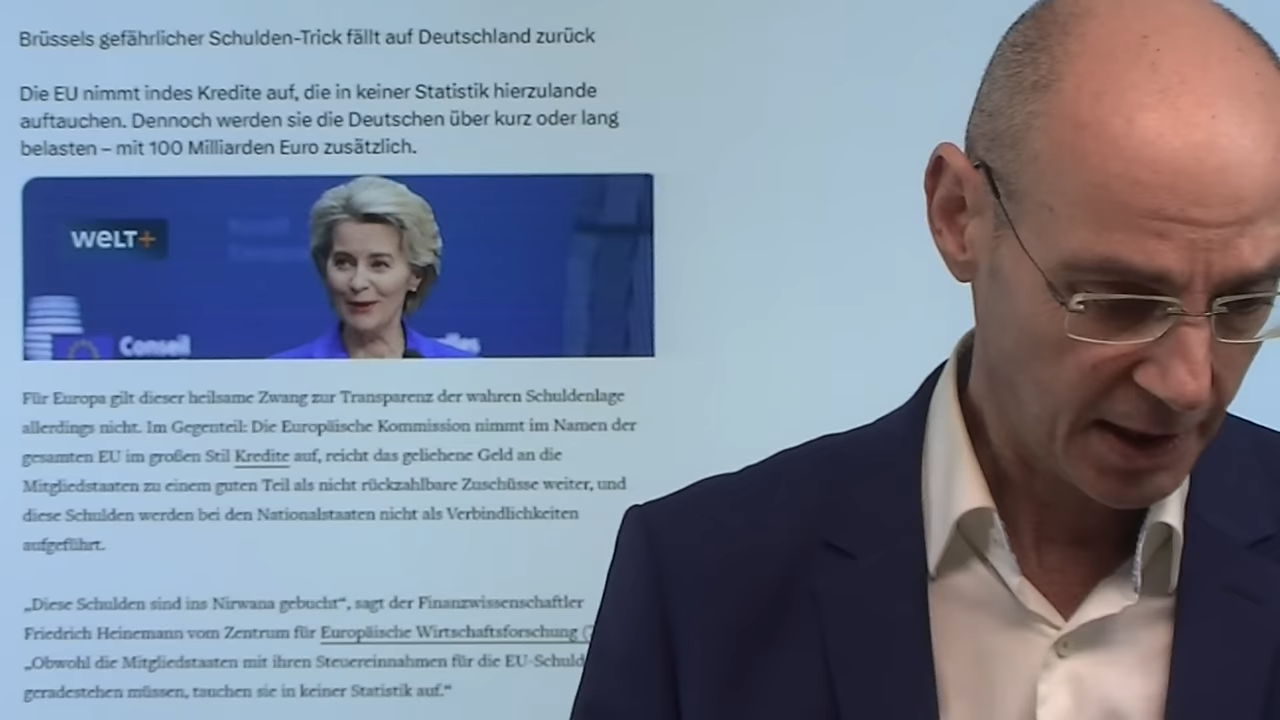 Brüssels gefährlicher Schulden-Trick fällt auf Deutschland zurück
Die EU nimmt indes Kredite auf, die in keiner Statistik hierzulande
auftauchen. Dennoch werden sie die Deutschen über kurz oder lang
belasten – mit 100 Milliarden Euro zusätzlich.
WELT+
Conseil
Für Europa gilt dieser heilsame Zwang zur Transparenz der wahren Schuldenlage
allerdings nicht. Im Gegenteil: Die Europäische Kommission nimmt im Namen der
gesamten EU im großen Stil Kredite auf, reicht das geliehene Geld an die
Mitgliedstaaten zu einem guten Teil als nicht rückzahlbare Zuschüsse weiter, und
diese Schulden werden bei den Nationalstaaten nicht als Verbindlichkeiten
aufgeführt.
„Diese Schulden sind ins Nirwana gebucht“, sagt der Finanzwissenschaftler
Friedrich Heinemann vom Zentrum für Europäische Wirtschaftsforschung (
„Obwohl die Mitgliedstaaten mit ihren Steuereinnahmen für die EU-Schuld
geradestehen müssen, tauchen sie in keiner Statistik auf.“